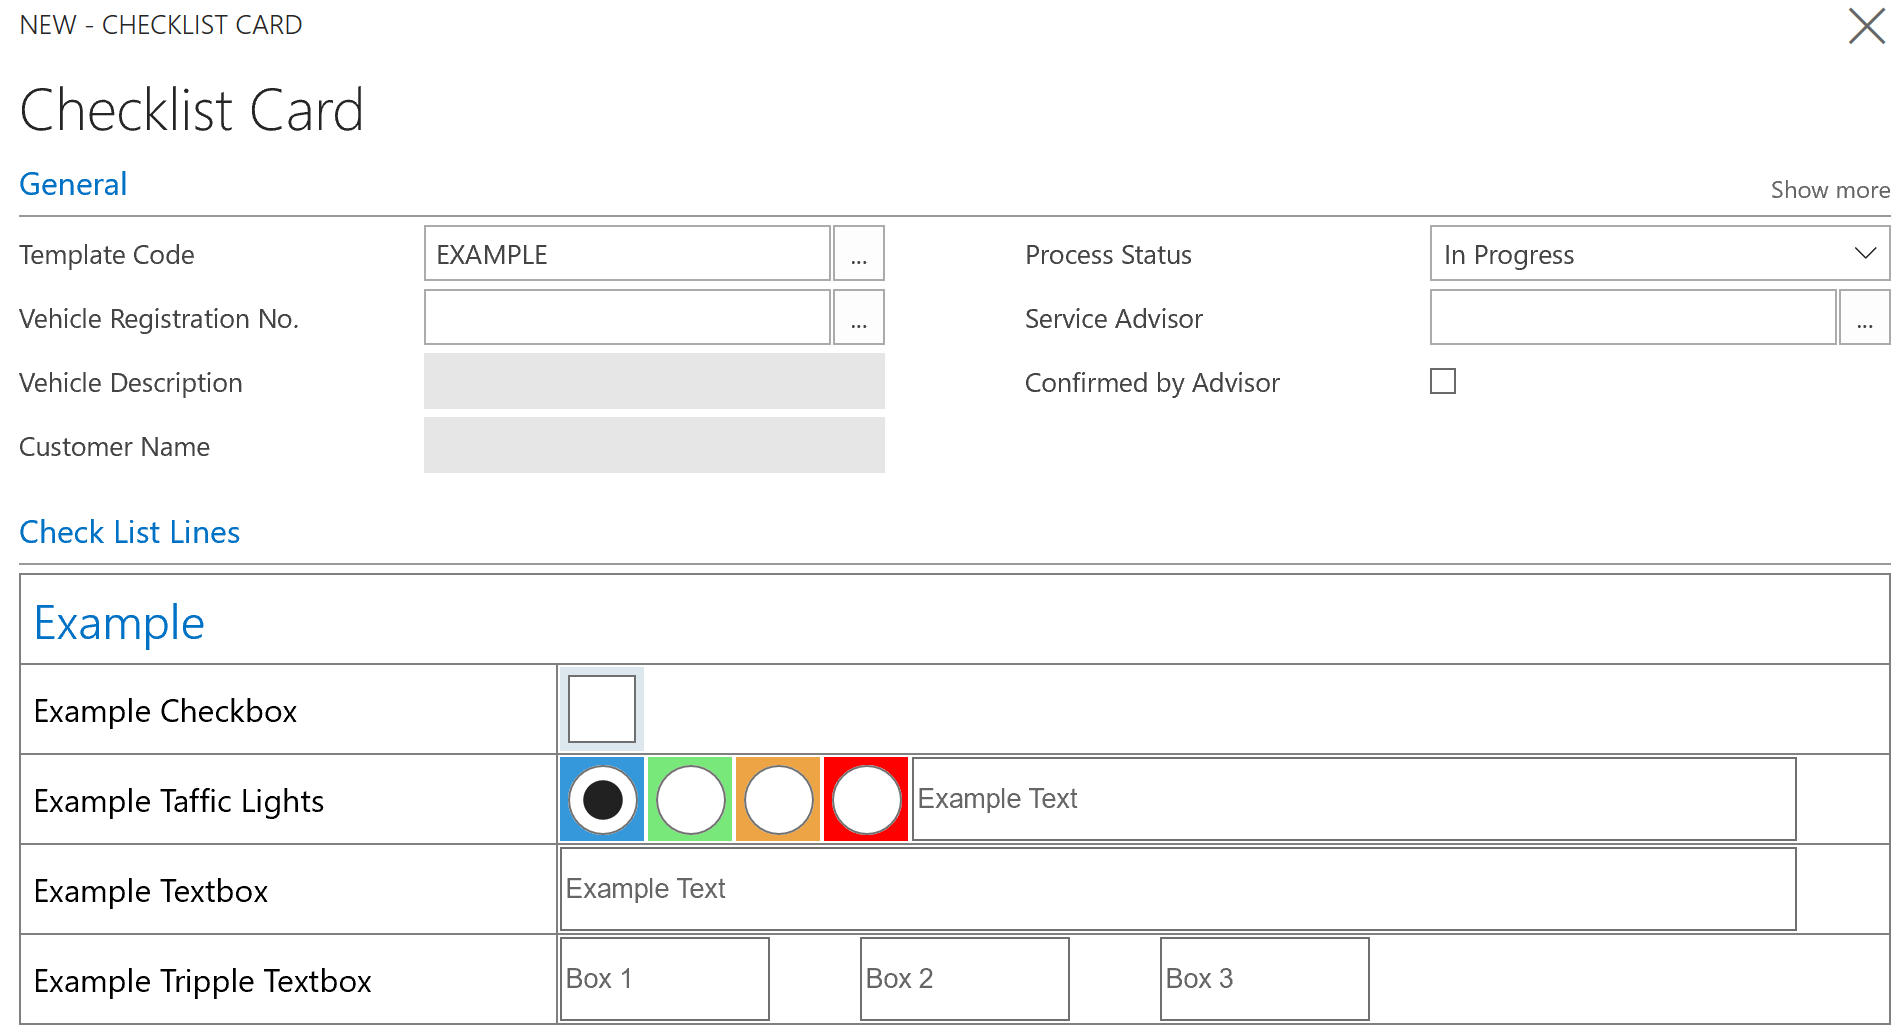 NEW - CHECKLIST CARD
Checklist Card
General
Show more
Template Code
EXAMPLE
...
Process Status
In Progress
Vehicle Registration No.
...
Service Advisor
...
Vehicle Description
Confirmed by Advisor
Customer Name
Check List Lines
Example
Example Checkbox
Example Taffic Lights
Example Text
Example Textbox
Example Text
Example Tripple Textbox
Box 1
Box 2
Box 3